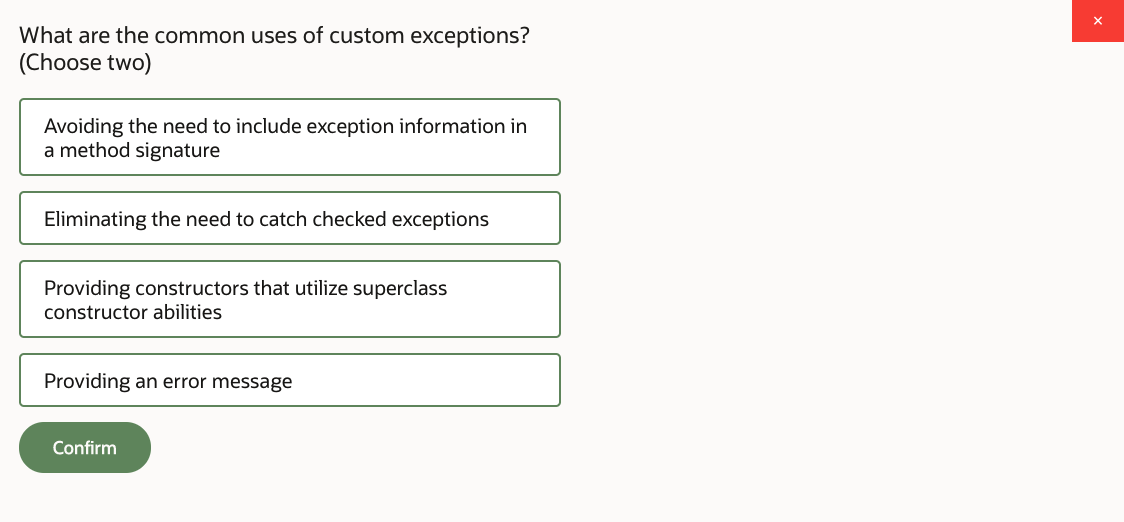 What are the common uses of custom exceptions?
(Choose two)
×
Avoiding the need to include exception information in
a method signature
Eliminating the need to catch checked exceptions
Providing constructors that utilize superclass
constructor abilities
Providing an error message
Confirm